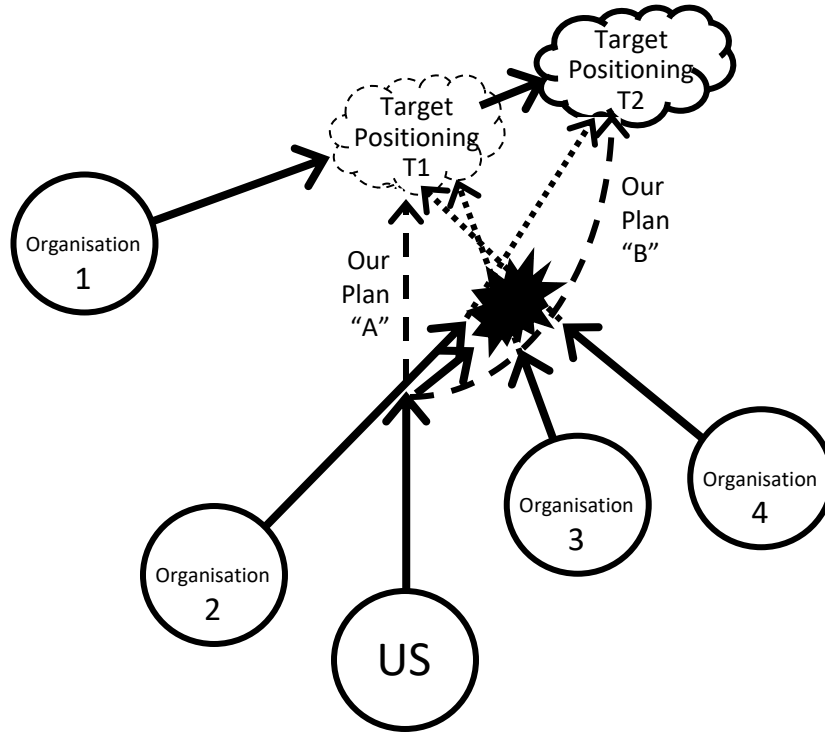 Target
Positioning
T2
Target
Positioning
T1
Organisation
1
Our
Plan
“B”
Our
Plan
“A”
Organisation
2
US
Organisation
3
Organisation
4